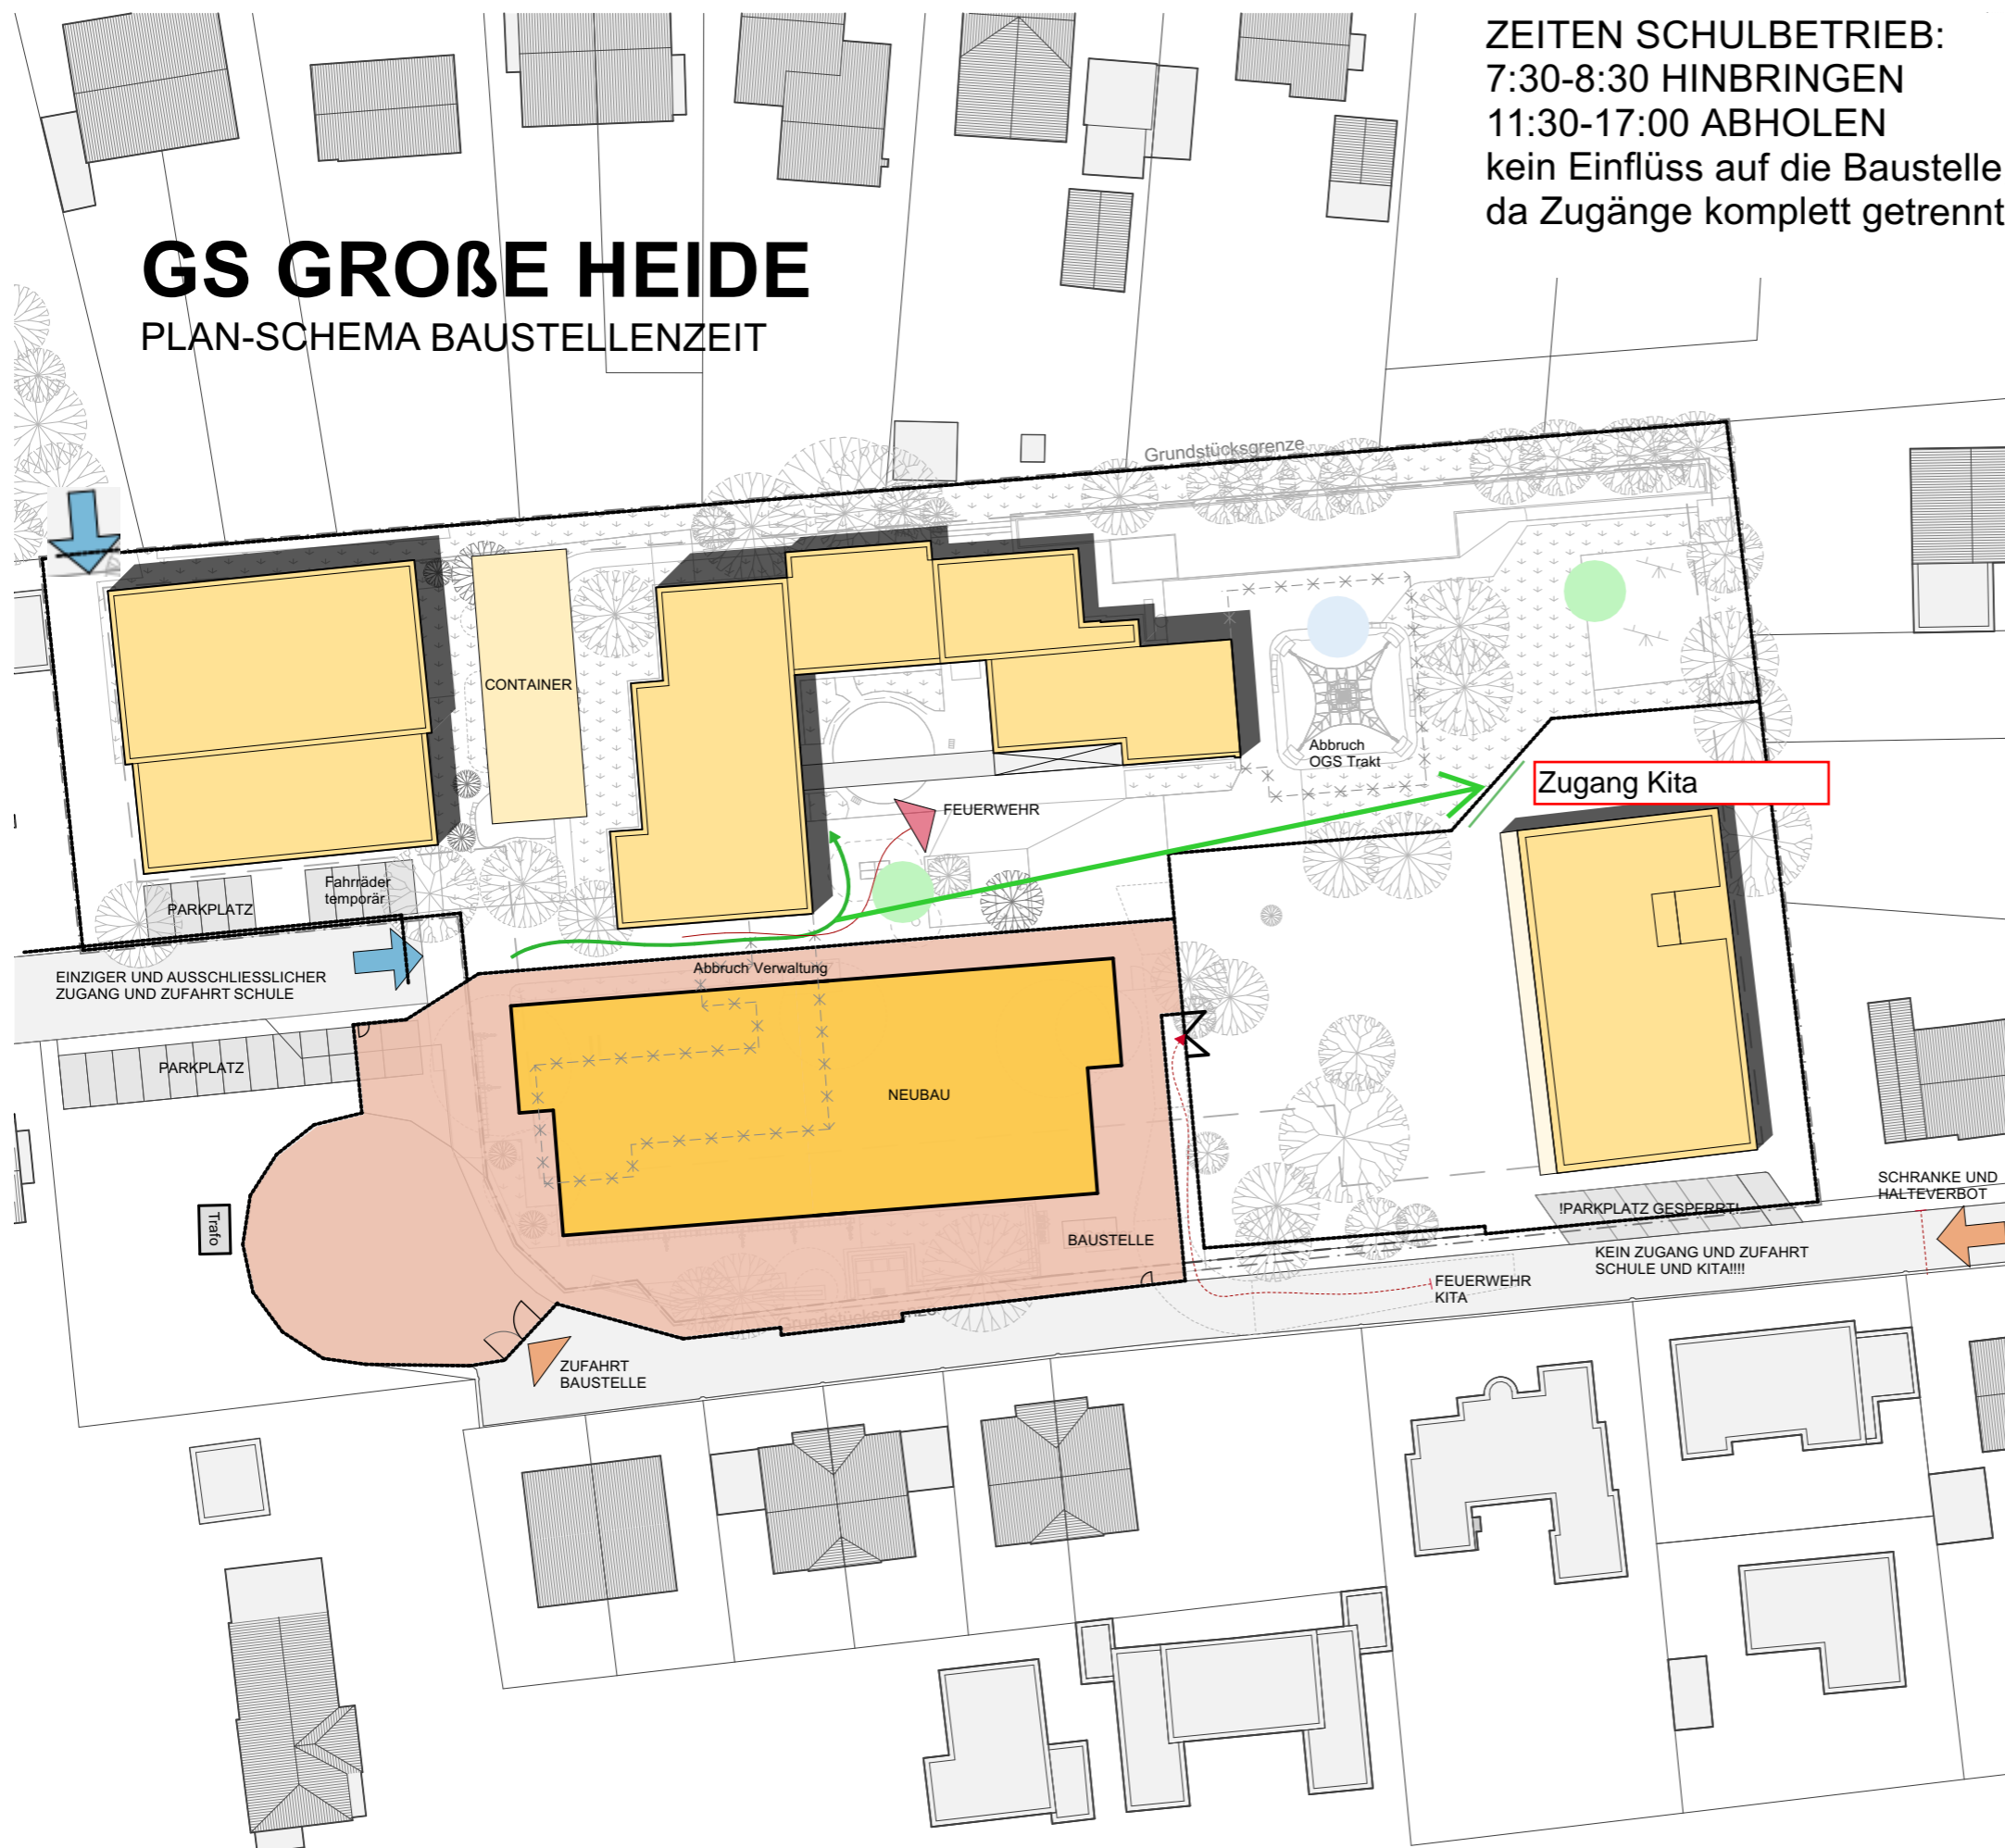 ZEITEN SCHULBETRIEB:
7:30-8:30 HINBRINGEN
11:30-17:00 ABHOLEN
kein Einflüss auf die Baustelle
da Zugänge komplett getrennt
GS GROßE HEIDE
PLAN-SCHEMA BAUSTELLENZEIT
Grundstücksgrenze
CONTAINER
Abbruch
OGS Trakt
Zugang Kita
FEUERWEHR
Fahrräder
temporär
PARKPLATZ
EINZIGER UND AUSSCHLIESSLICHER
ZUGANG UND ZUFAHRT SCHULE
Abbruch Verwaltung
PARKPLATZ
NEUBAU
SCHRANKE UND
HALTEVERBOT
!PARKPLATZ GESPERRT!
Trafo
BAUSTELLE
KEIN ZUGANG UND ZUFAHRT
SCHULE UND KITA!!!!
FEUERWEHR
KITA
Grundstücksgrenze
ZUFAHRT
BAUSTELLE